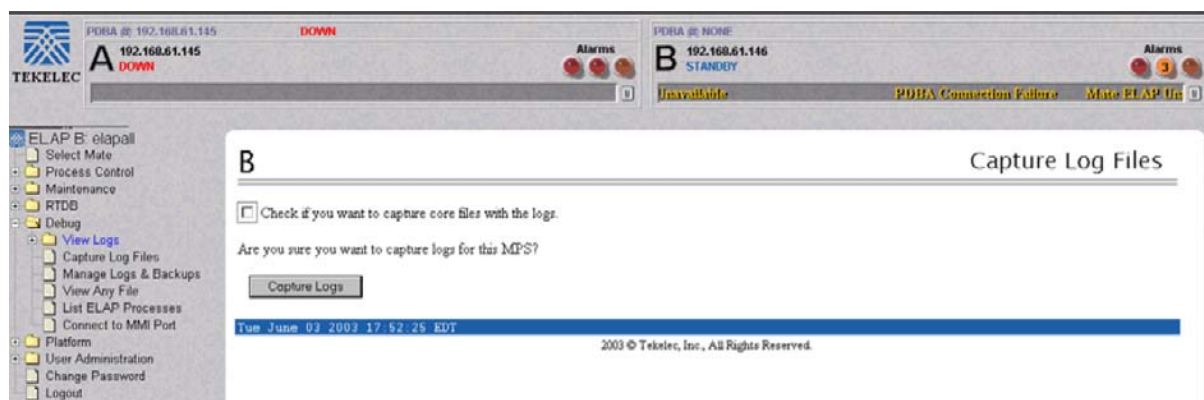 TEKELEC
PDBA @ 192.168.61.145 DOWN
A 192.168.61.145
DOWN
Alarms
PDBA @ NONE
B 192.168.61.146
STANDBY
Alarms
3
Unavailable PDBA Connection Failure Mate ELAP
ELAP B: elapall
Select Mate
Process Control
Maintenance
RTDB
Debug
View Logs
Capture Log Files
Manage Logs & Backups
View Any File
List ELAP Processes
Connect to MMI Port
Platform
User Administration
Change Password
Logout
B Capture Log Files
Check if you want to capture core files with the logs.
Are you sure you want to capture logs for this MPS?
Capture Logs
Tue June 03 2003 17:52:25 EDT
2003 © Tekelec, Inc., All Rights Reserved.